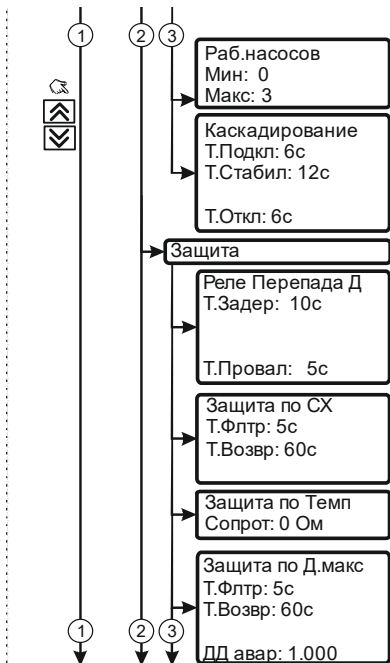 1 2 3
Раб.насосов
Мин: 0
Макс: 3
Каскадирование
Т.Подкл: 6с
Т.Стабил: 12с
Т.Откл: 6с
Защита
Реле Перепада Д
Т.Задер: 10с
Т.Провал: 5с
Защита по СХ
Т.Флтр: 5с
Т.Возвр: 60с
Защита по Темп
Сопрот: 0 Ом
Защита по Д.макс
Т.Флтр: 5с
Т.Возвр: 60с
ДД авар: 1.000
1 2 3